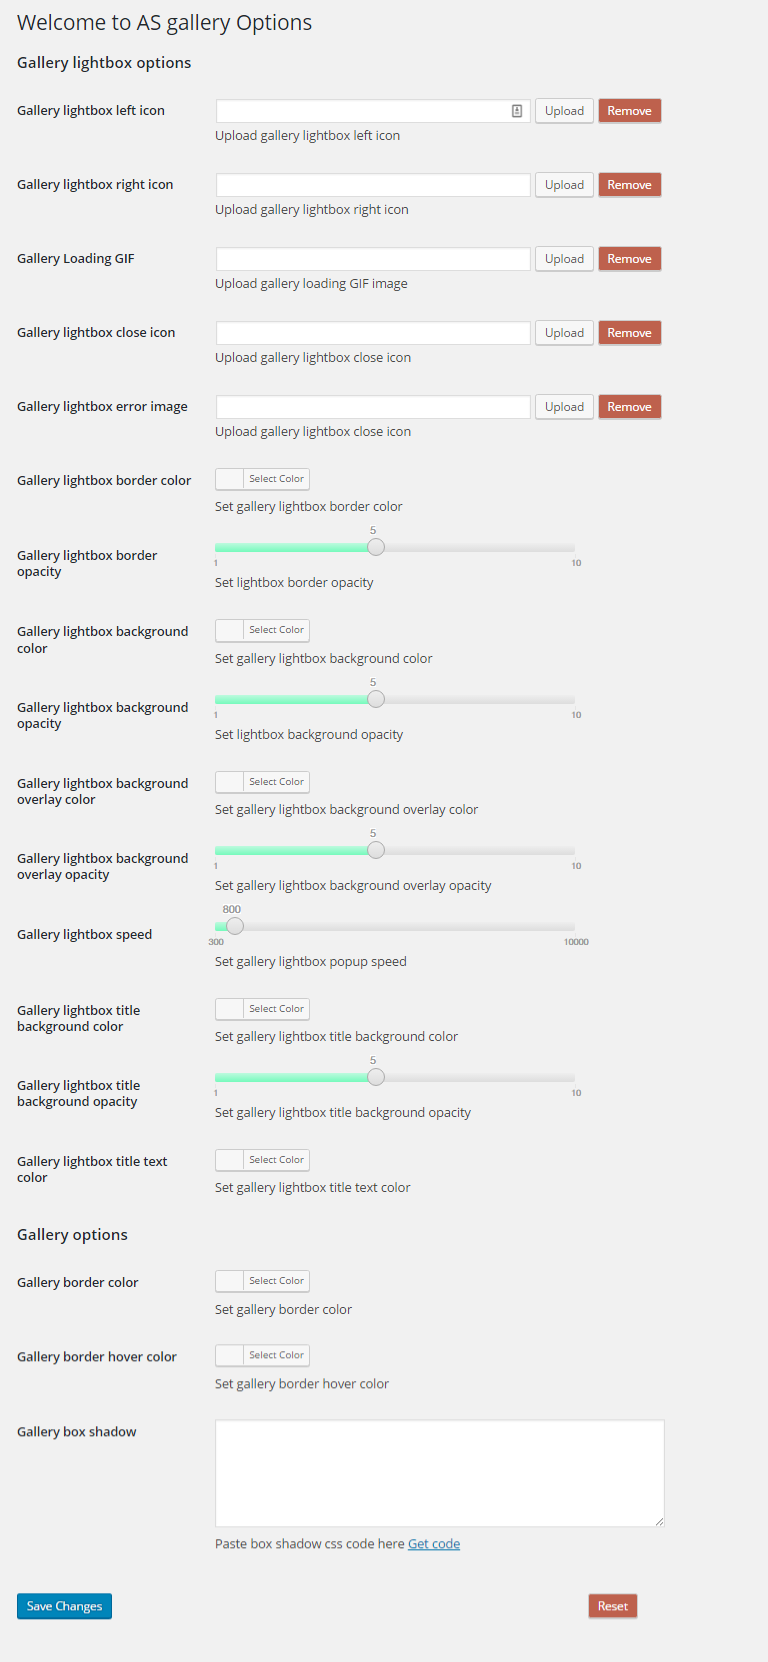 Welcome to AS gallery Options
Gallery lightbox options
Gallery lightbox left icon
Upload
Remove
Upload gallery lightbox left icon
Gallery lightbox right icon
Upload
Remove
Upload gallery lightbox right icon
Gallery Loading GIF
Upload
Remove
Upload gallery loading GIF image
Gallery lightbox close icon
Upload
Remove
Upload gallery lightbox close icon
Gallery lightbox error image
Upload
Remove
Upload gallery lightbox close icon
Gallery lightbox border color
Select Color
Set gallery lightbox border color
Gallery lightbox border
opacity
5
1
10
Set lightbox border opacity
Gallery lightbox background
color
Select Color
Set gallery lightbox background color
Gallery lightbox background
opacity
5
1
10
Set lightbox background opacity
Gallery lightbox background
overlay color
Select Color
Set gallery lightbox background overlay color
Gallery lightbox background
overlay opacity
5
1
10
Set gallery lightbox background overlay opacity
Gallery lightbox speed
800
300
10000
Set gallery lightbox popup speed
Gallery lightbox title
background color
Select Color
Set gallery lightbox title background color
Gallery lightbox title
background opacity
5
1
10
Set gallery lightbox title background opacity
Gallery lightbox title text
color
Select Color
Set gallery lightbox title text color
Gallery options
Gallery border color
Select Color
Set gallery border color
Gallery border hover color
Select Color
Set gallery border hover color
Gallery box shadow
Paste box shadow css code here Get code
Save Changes
Reset